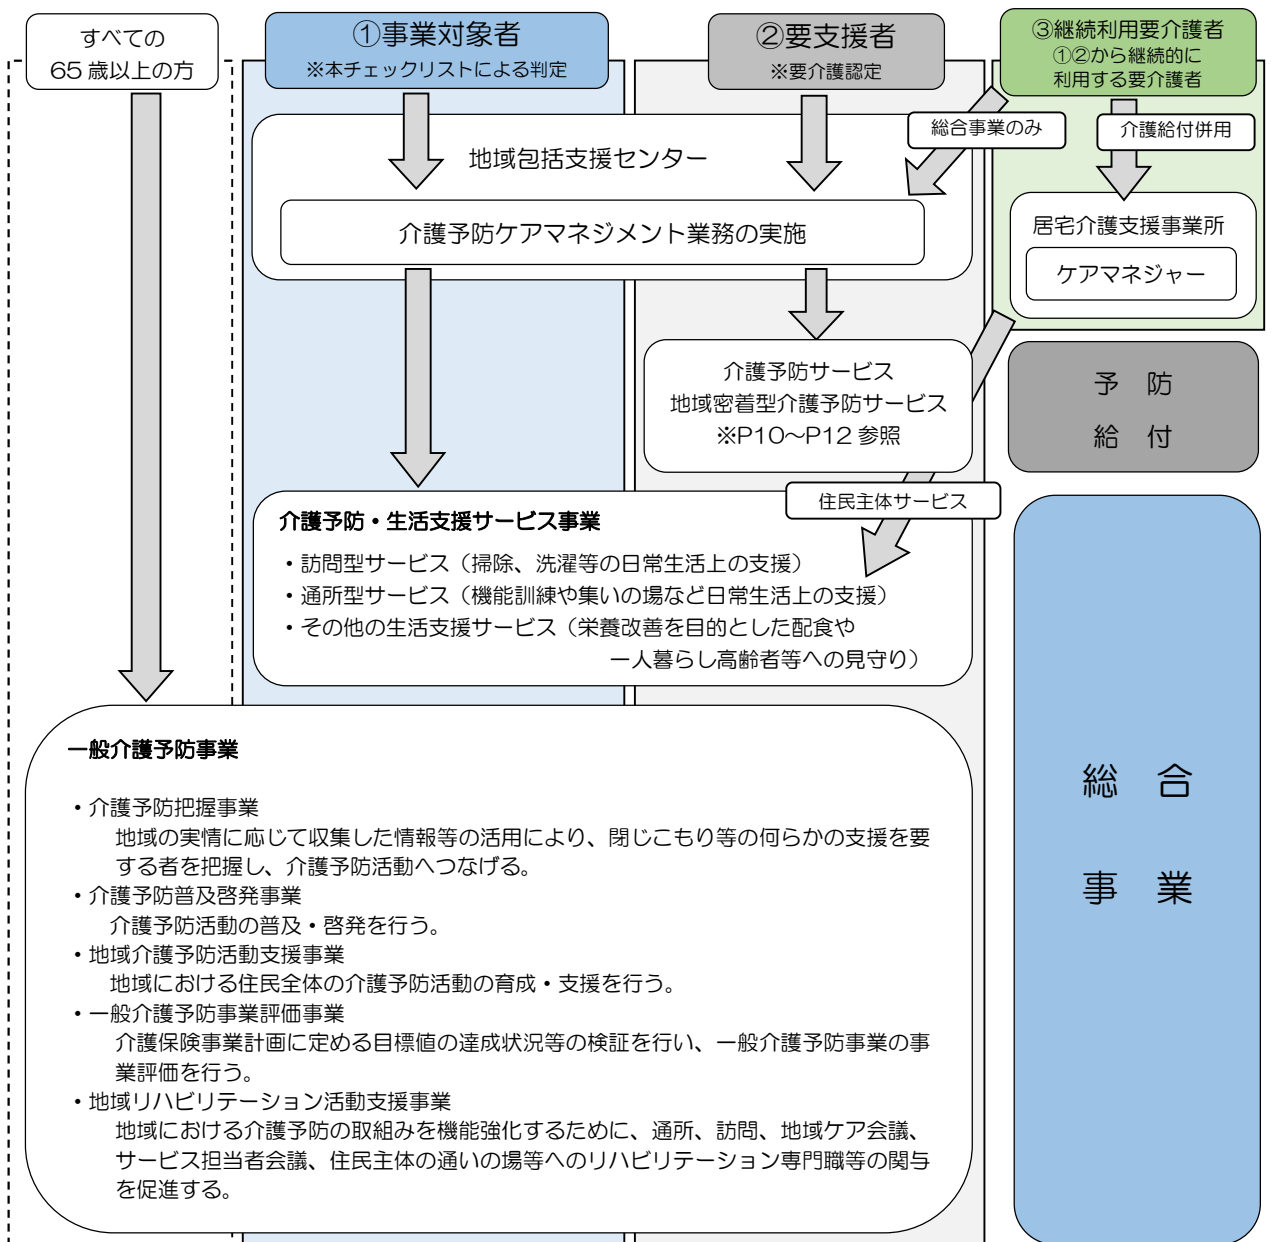 すべての
65 歳以上の方
①事業対象者
※本チェックリストによる判定
②要支援者
※要介護認定
③継続利用要介護者
①②から継続的に
利用する要介護者
総合事業のみ
介護給付併用
地域包括支援センター
介護予防ケアマネジメント業務の実施
居宅介護支援事業所
ケアマネジャー
介護予防サービス
地域密着型介護予防サービス
※P10～P12 参照
予 防
給 付
住民主体サービス
介護予防・生活支援サービス事業
・訪問型サービス（掃除、洗濯等の日常生活上の支援）
・通所型サービス（機能訓練や集いの場など日常生活上の支援）
・その他の生活支援サービス（栄養改善を目的とした配食や
一人暮らし高齢者等への見守り）
総 合
事 業
一般介護予防事業
・介護予防把握事業
地域の実情に応じて収集した情報等の活用により、閉じこもり等の何らかの支援を要
する者を把握し、介護予防活動へつなげる。
・介護予防普及啓発事業
介護予防活動の普及・啓発を行う。
・地域介護予防活動支援事業
地域における住民全体の介護予防活動の育成・支援を行う。
・一般介護予防事業評価事業
介護保険事業計画に定める目標値の達成状況等の検証を行い、一般介護予防事業の事
業評価を行う。
・地域リハビリテーション活動支援事業
地域における介護予防の取組みを機能強化するために、通所、訪問、地域ケア会議、
サービス担当者会議、住民主体の通いの場等へのリハビリテーション専門職等の関与
を促進する。